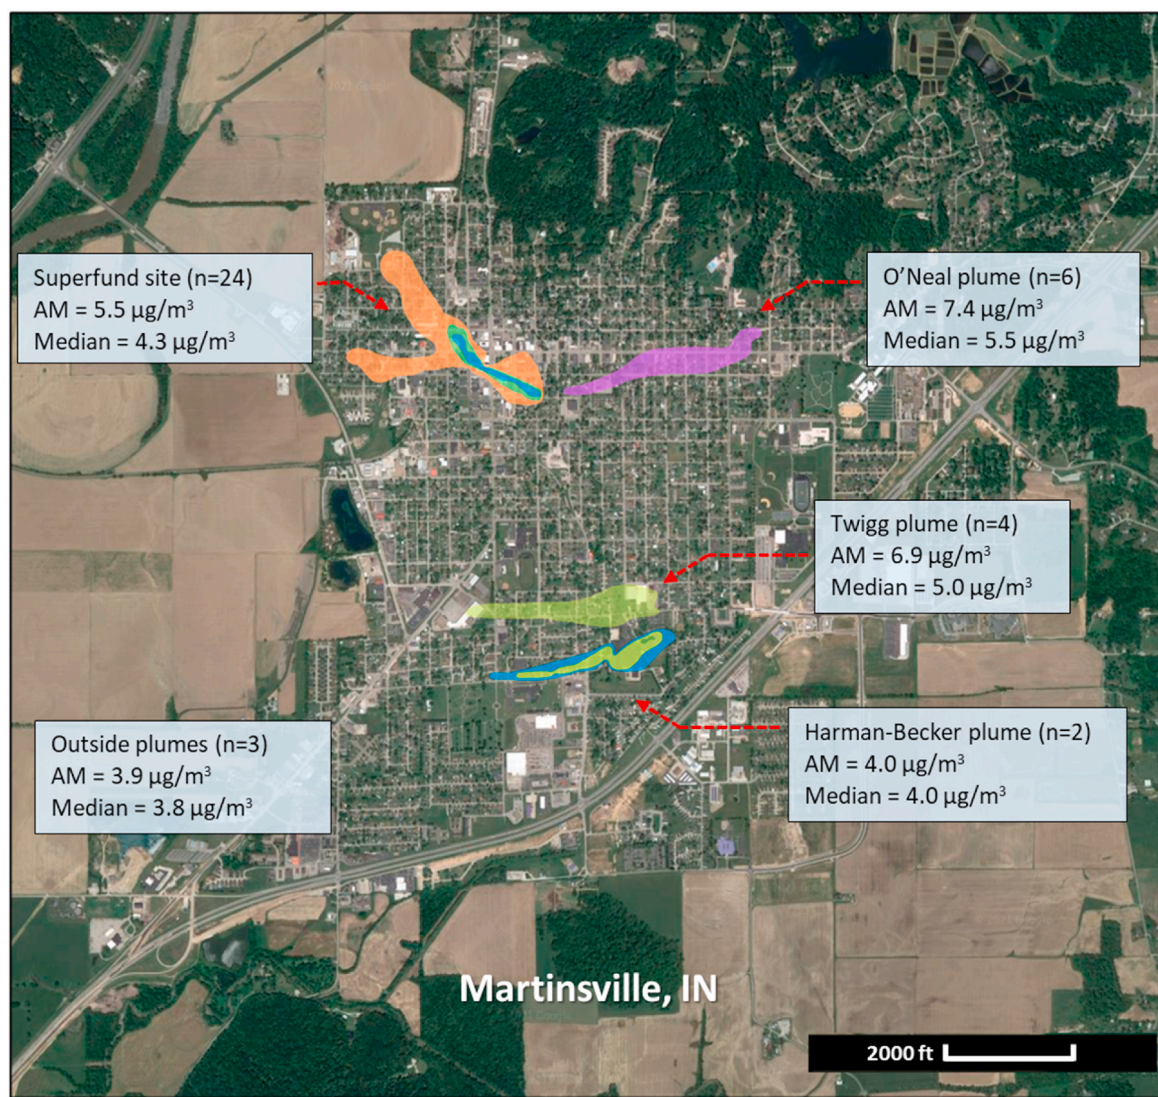 2021 Google
Superfund site (n=24)
AM = 5.5 µg/m³
Median = 4.3 µg/m³
O’Neal plume (n=6)
AM = 7.4 µg/m³
Median = 5.5 µg/m³
Twigg plume (n=4)
AM = 6.9 µg/m³
Median = 5.0 µg/m³
Outside plumes (n=3)
AM = 3.9 µg/m³
Median = 3.8 µg/m³
Harman-Becker plume (n=2)
AM = 4.0 µg/m³
Median = 4.0 µg/m³
Martinsville, IN
2000 ft